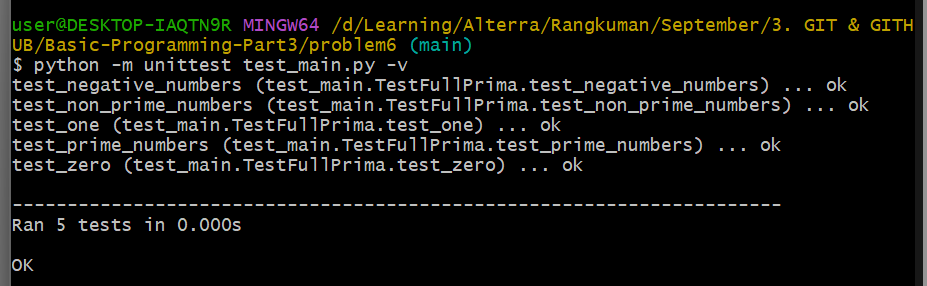 user@DESKTOP-IAQTN9R MINGW64 /d/Learning/Alterra/Rangkuman/September/3. GIT & GITH
UB/Basic-Programming-Part3/problem6 (main)
$ python -m unittest test_main.py -v
test_negative_numbers (test_main.TestFullPrima.test_negative_numbers) ... ok
test_non_prime_numbers (test_main.TestFullPrima.test_non_prime_numbers) ... ok
test_one (test_main.TestFullPrima.test_one) ... ok
test_prime_numbers (test_main.TestFullPrima.test_prime_numbers) ... ok
test_zero (test_main.TestFullPrima.test_zero) ... ok
----------------------------------------------------------------------
Ran 5 tests in 0.000s
OK